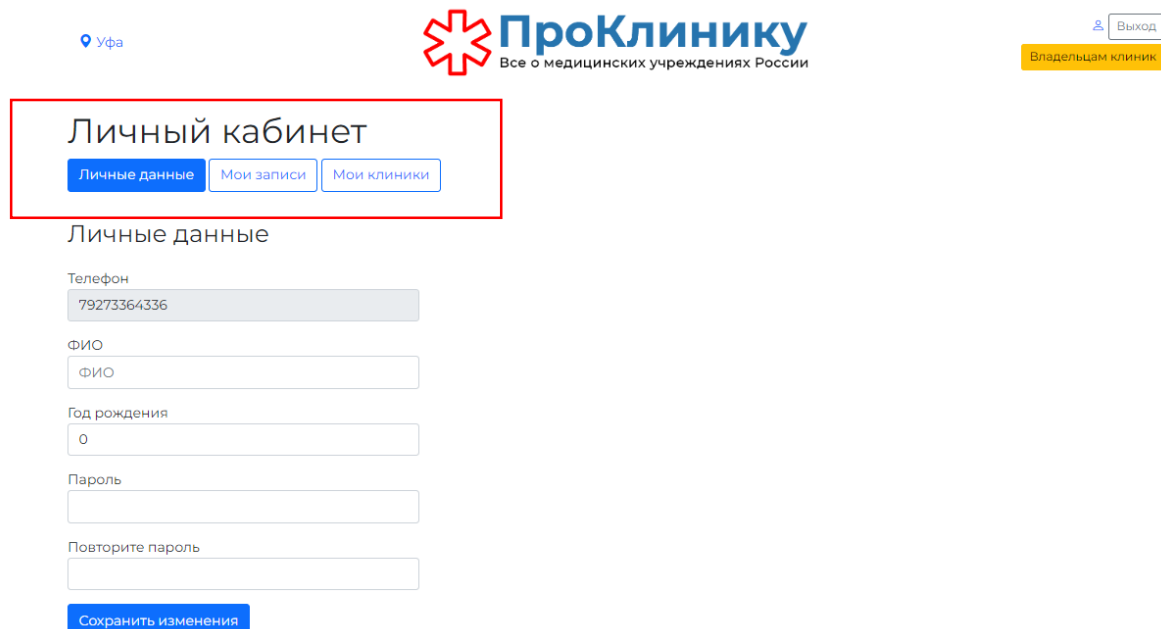 Уфа
ПроКлинику
Все о медицинских учреждениях России
Выход
Владельцам клиник
Личный кабинет
Личные данные
Мои записи
Мои клиники
Личные данные
Телефон
79273364336
ФИО
ФИО
Год рождения
0
Пароль
Повторите пароль
Сохранить изменения